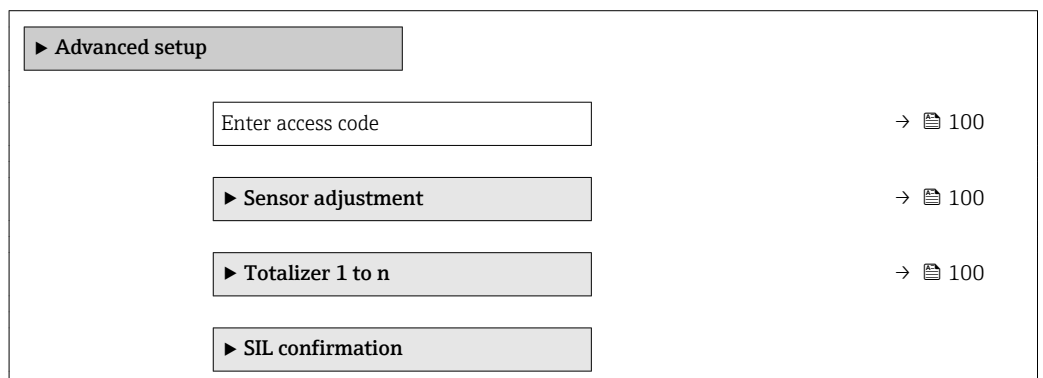 ▶ Advanced setup
Enter access code → 100
▶ Sensor adjustment → 100
▶ Totalizer 1 to n → 100
▶ SIL confirmation